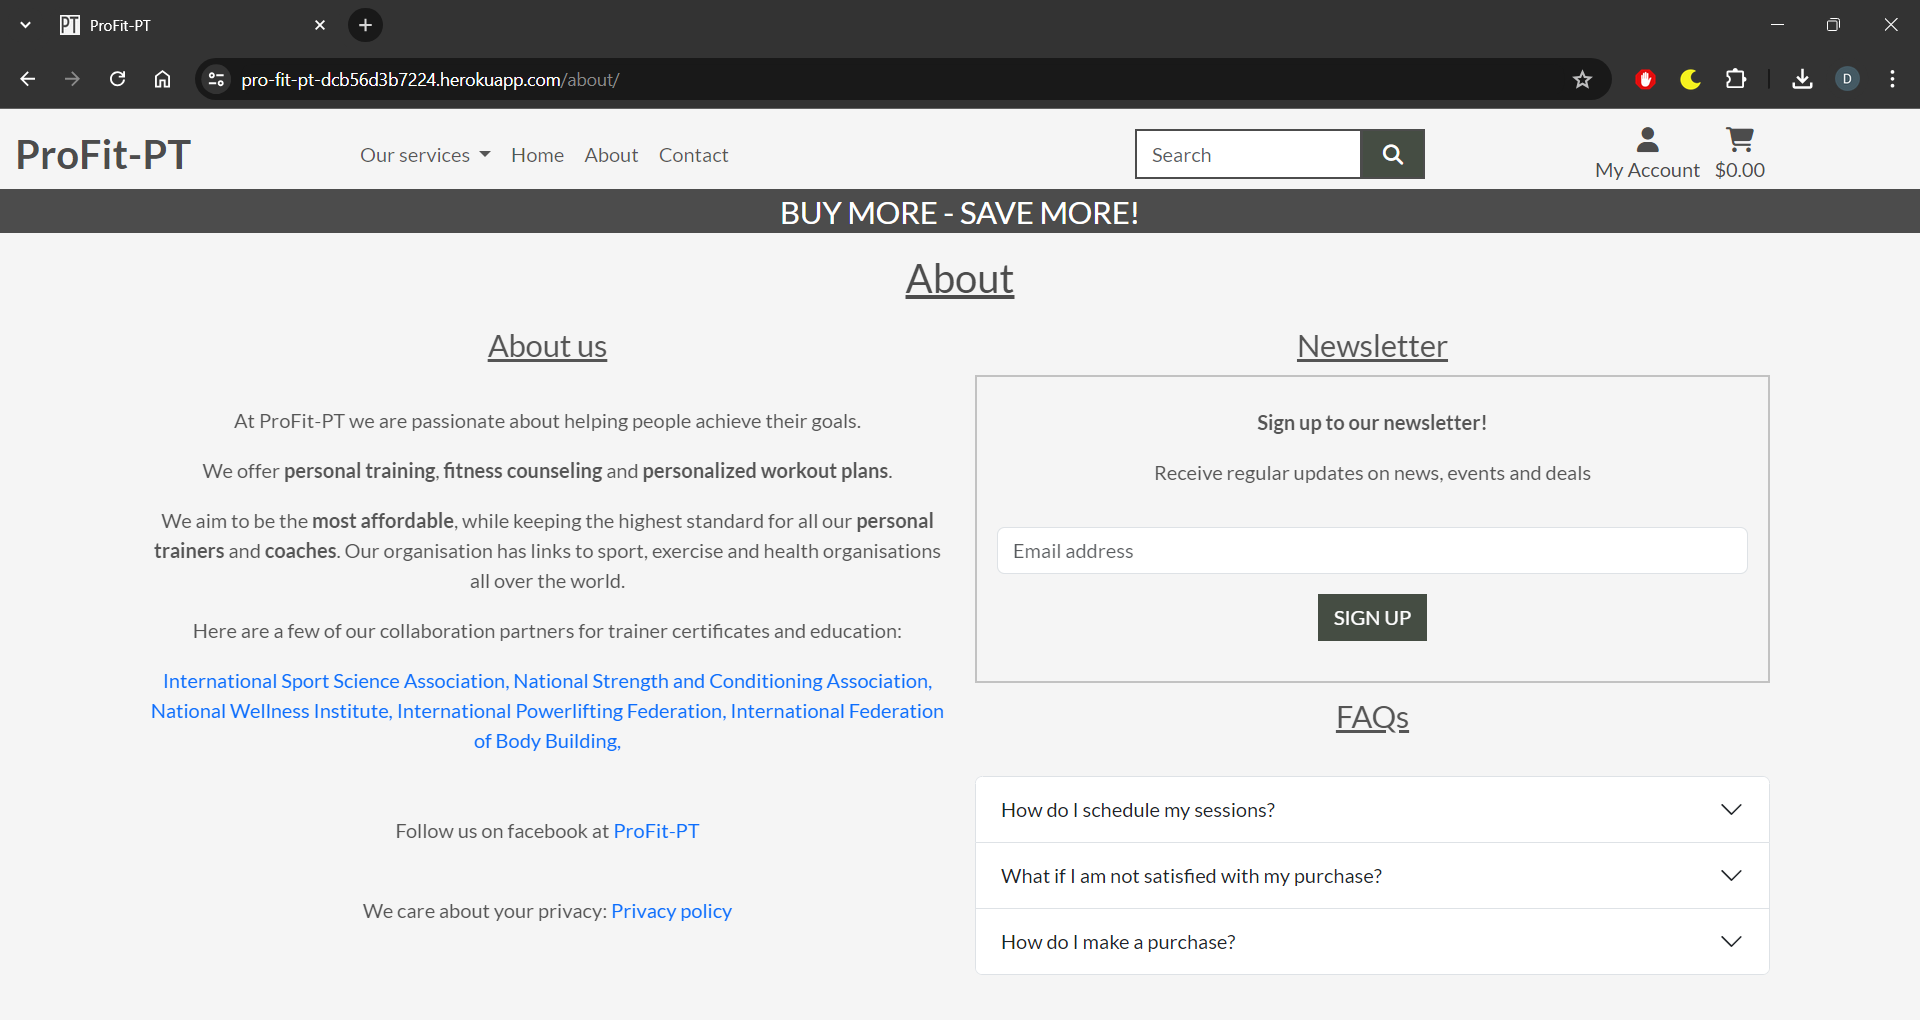 PT ProFit-PT
pro-fit-pt-dcb56d3b7224.herokuapp.com/about/
D
ProFit-PT
Our services Home About Contact
Search
My Account $0.00
BUY MORE - SAVE MORE!
About
About us
At ProFit-PT we are passionate about helping people achieve their goals.
We offer personal training, fitness counseling and personalized workout plans.
We aim to be the most affordable, while keeping the highest standard for all our personal
trainers and coaches. Our organisation has links to sport, exercise and health organisations
all over the world.
Here are a few of our collaboration partners for trainer certificates and education:
International Sport Science Association, National Strength and Conditioning Association,
National Wellness Institute, International Powerlifting Federation, International Federation
of Body Building,
Follow us on facebook at ProFit-PT
We care about your privacy: Privacy policy
Newsletter
Sign up to our newsletter!
Receive regular updates on news, events and deals
Email address
SIGN UP
FAQs
How do I schedule my sessions?
What if I am not satisfied with my purchase?
How do I make a purchase?